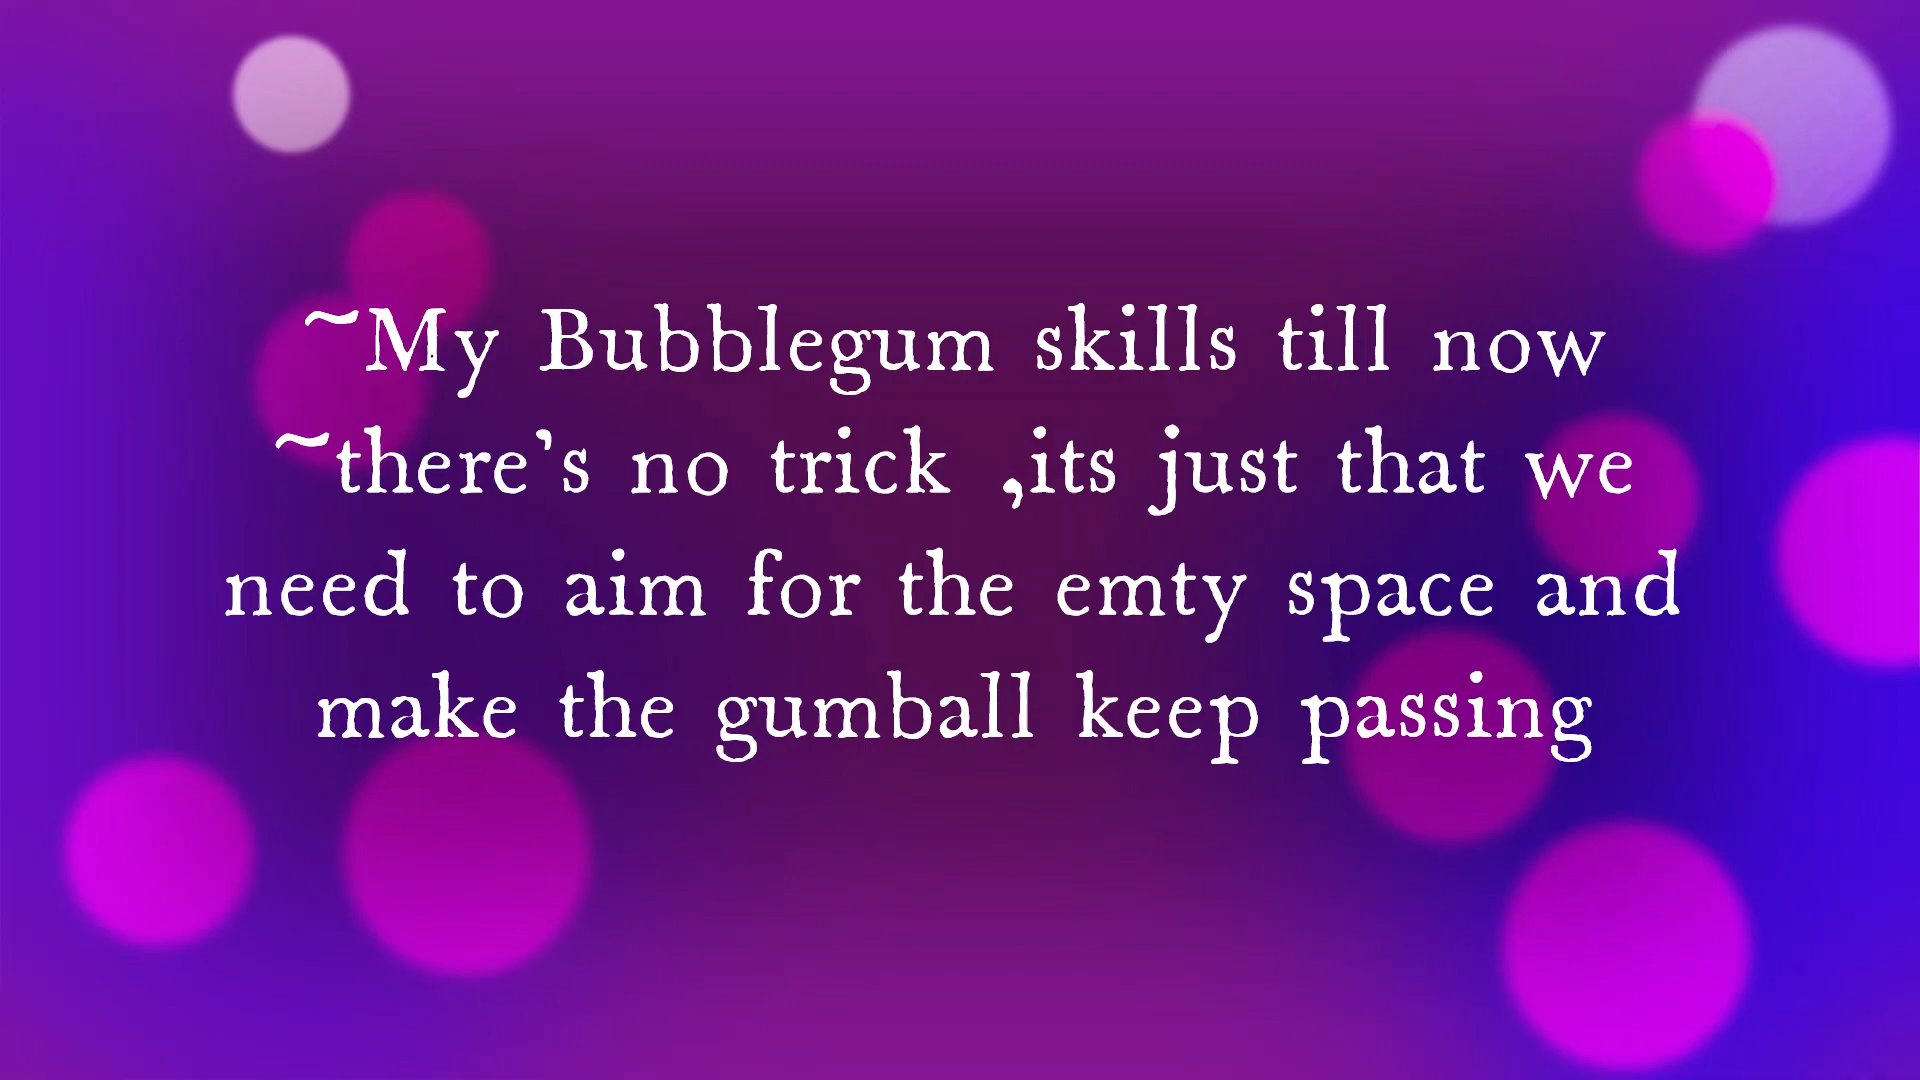 ~My Bubblegum skills till now
~there's no trick ,its just that we
need to aim for the emty space and
make the gumball keep passing